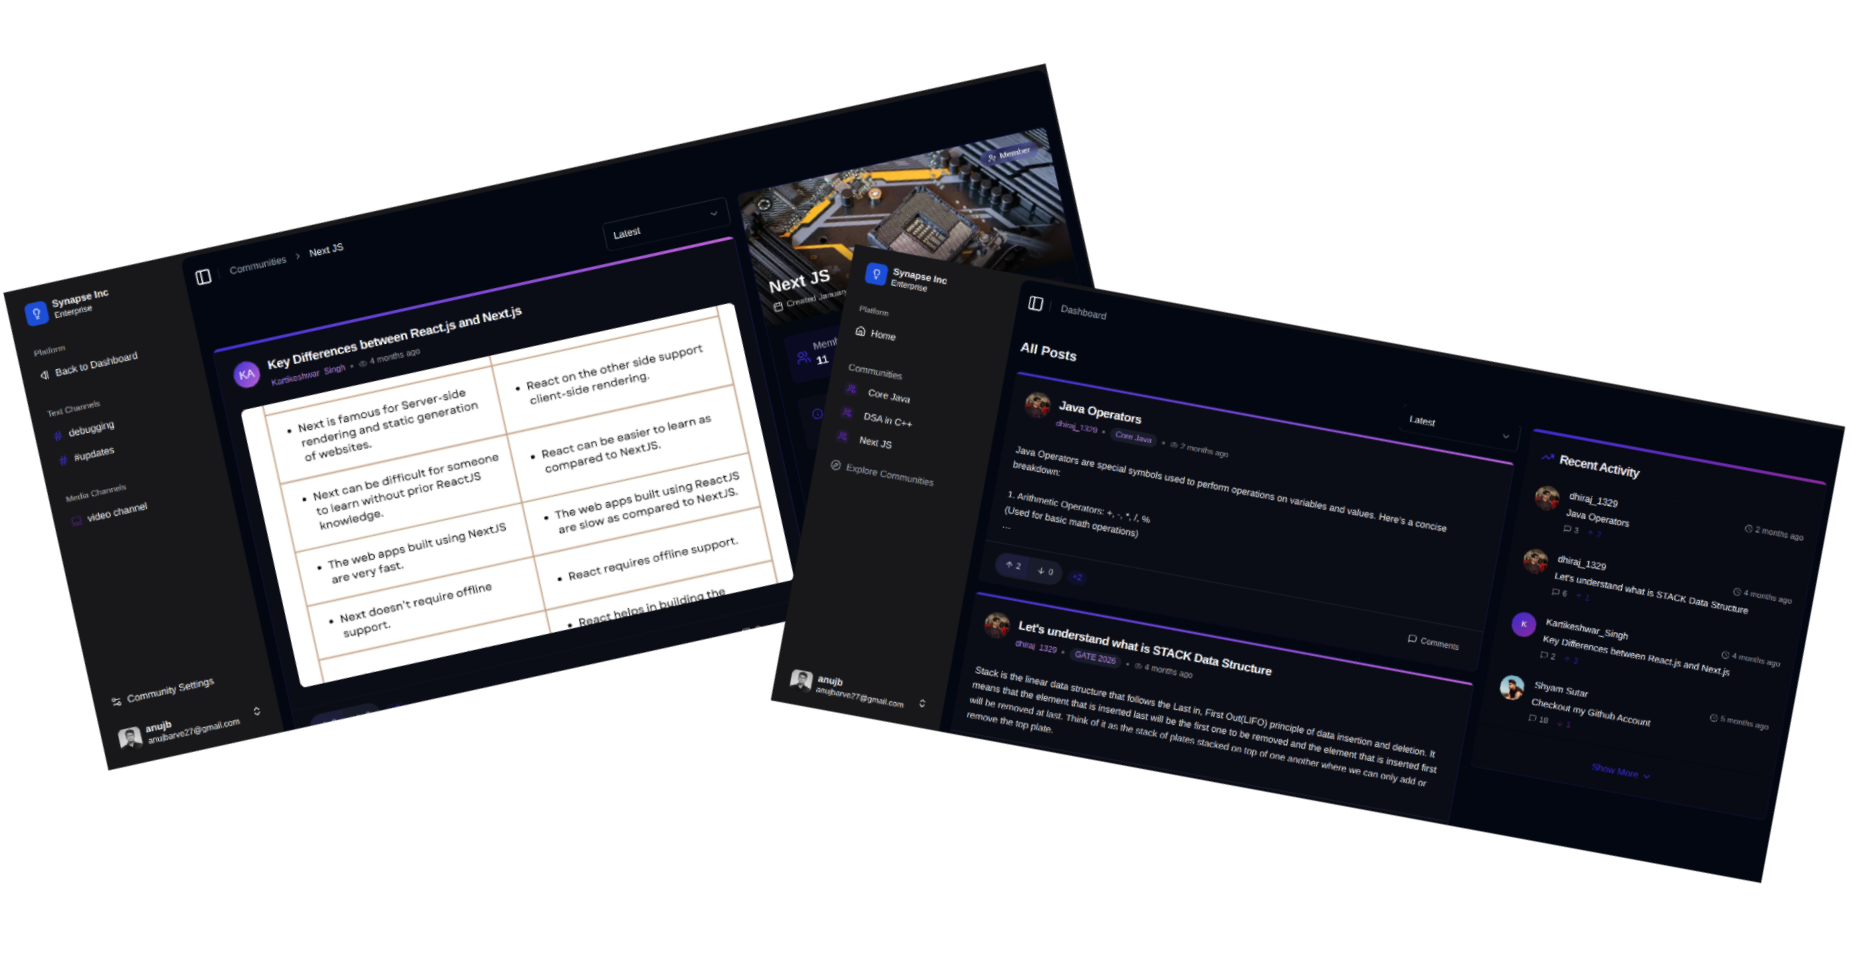 Synapse Inc
Enterprise
Platform
Back to Dashboard
Text Channels
# debugging
# #updates
Media Channels
video channel
Community Settings
anujb
anujbarve27@gmail.com
Communities > Next JS
Latest
KA
Key Differences between React.js and Next.js
Kartikeshwar_Singh • 4 months ago
• Next is famous for Server-side
rendering and static generation
of websites.
• React on the other side support
client-side rendering.
• Next can be difficult for someone
to learn without prior ReactJS
knowledge.
• React can be easier to learn as
compared to NextJS.
• The web apps built using NextJS
are very fast.
• The web apps built using ReactJS
are slow as compared to NextJS.
• Next doesn't require offline
support.
• React requires offline support.
• React helps in building the
Member
Next JS
Created January
11
Synapse Inc
Enterprise
Platform
Home
Communities
Core Java
DSA in C++
Next JS
Explore Communities
anujb
anujbarve27@gmail.com
Dashboard
All Posts
Latest
Java Operators
dhiraj_1329 • Core Java • 2 months ago
Java Operators are special symbols used to perform operations on variables and values. Here's a concise
breakdown:
1. Arithmetic Operators: +, -, *, /, %
(Used for basic math operations)
...
2 0 +2
Comments
Let's understand what is STACK Data Structure
dhiraj_1329 • GATE 2026 • 4 months ago
Stack is the linear data structure that follows the Last in, First Out(LIFO) principle of data insertion and deletion. It
means that the element that is inserted last will be the first one to be removed and the element that is inserted first
will be removed at last. Think of it as the stack of plates stacked on top of one another where we can only add or
remove the top plate.
Recent Activity
dhiraj_1329
Java Operators
2 months ago
3
dhiraj_1329
Let's understand what is STACK Data Structure
4 months ago
6 1
K
Kartikeshwar_Singh
Key Differences between React.js and Next.js
4 months ago
2 3
Shyam Sutar
Checkout my Github Account
5 months ago
10 1
Show More